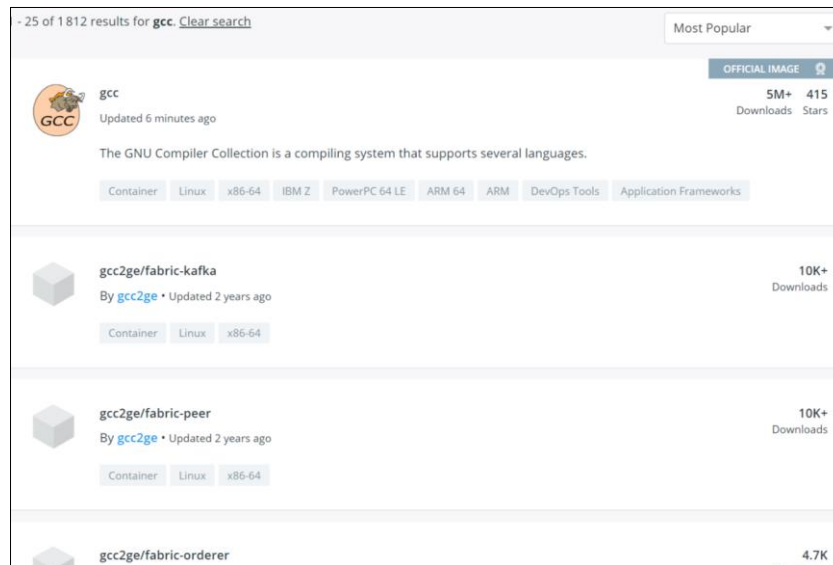 - 25 of 1 812 results for gcc. Clear search
Most Popular
OFFICIAL IMAGE
GCC
gcc
5M+ 415
Updated 6 minutes ago
Downloads Stars
The GNU Compiler Collection is a compiling system that supports several languages.
Container Linux x86-64 IBM Z PowerPC 64 LE ARM 64 ARM DevOps Tools Application Frameworks
gcc2ge/fabric-kafka
10K+
By gcc2ge • Updated 2 years ago
Downloads
Container Linux x86-64
gcc2ge/fabric-peer
10K+
By gcc2ge • Updated 2 years ago
Downloads
Container Linux x86-64
gcc2ge/fabric-orderer
4.7K